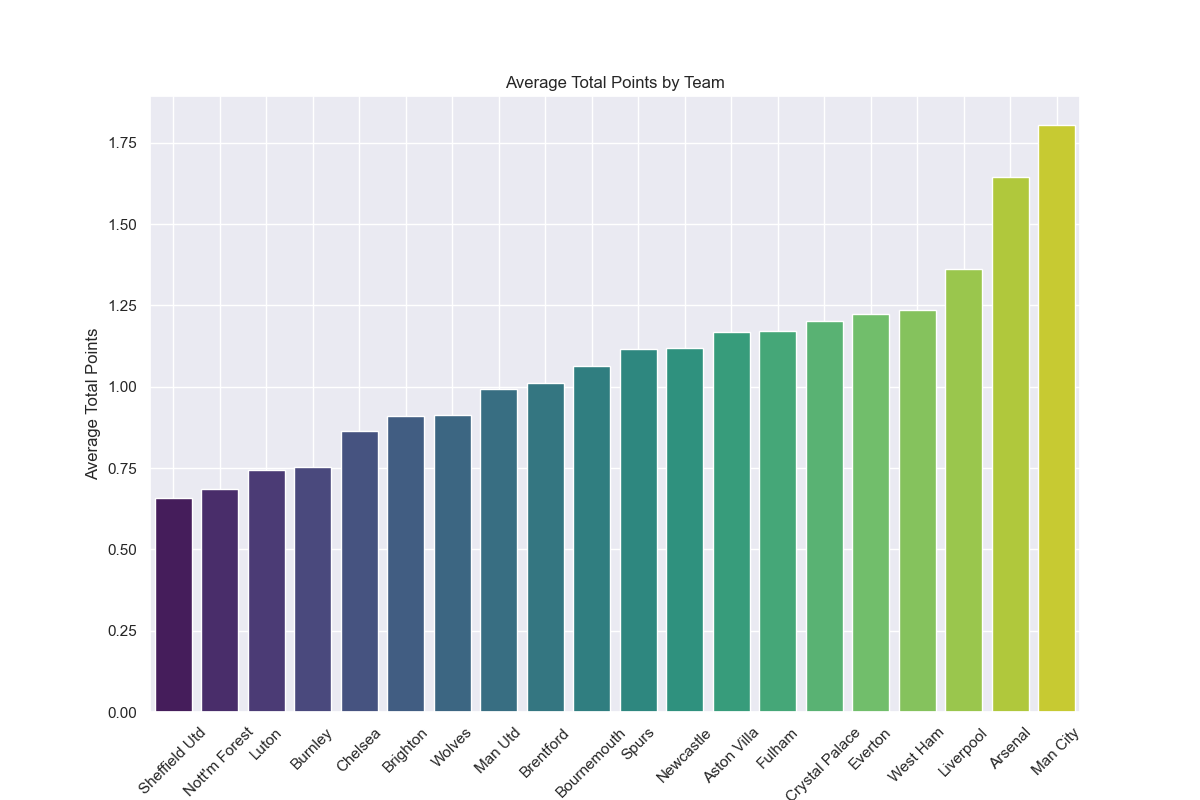 Average Total Points by Team
Average Total Points
1.75
1.50
1.25
1.00
0.75
0.50
0.25
0.00
Sheffield Utd
Nott'm Forest
Luton
Burnley
Chelsea
Brighton
Wolves
Man Utd
Brentford
Bournemouth
Spurs
Newcastle
Aston Villa
Fulham
Crystal Palace
Everton
West Ham
Liverpool
Arsenal
Man City